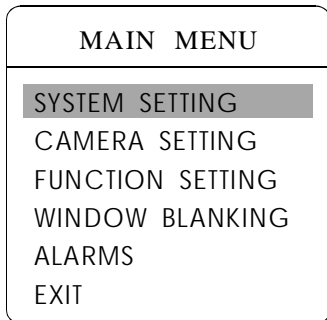 MAIN MENU
SYSTEM SETTING
CAMERA SETTING
FUNCTION SETTING
WINDOW BLANKING
ALARMS
EXIT